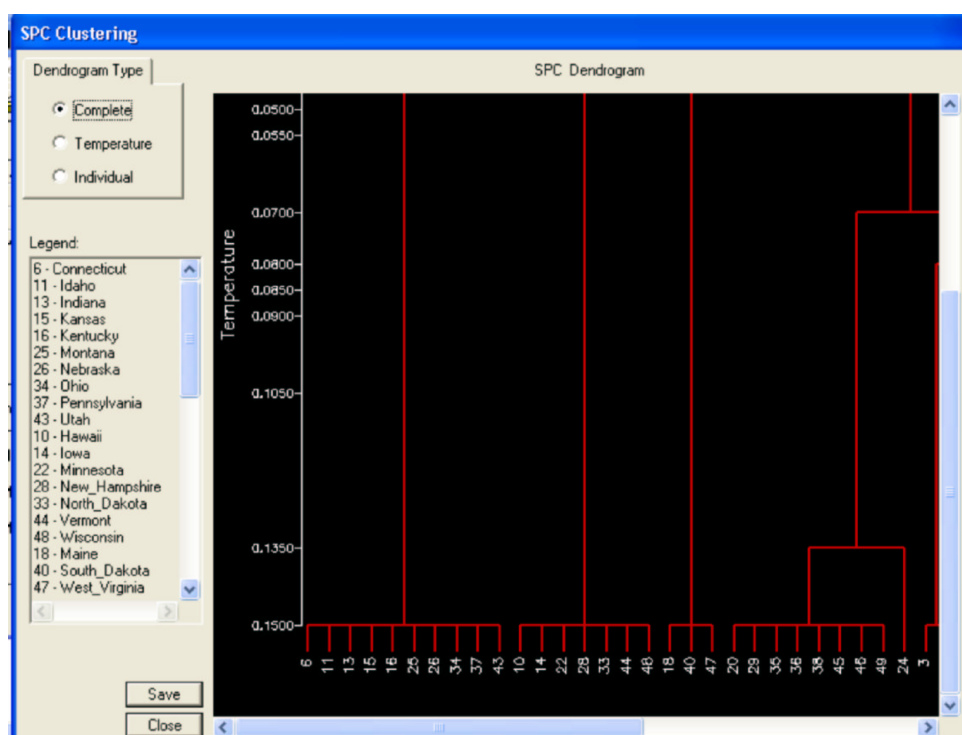 SPC Clustering
Dendrogram Type
SPC Dendrogram
Complete
Temperature
Individual
Legend:
6 - Connecticut
11 - Idaho
13 - Indiana
15 - Kansas
16 - Kentucky
25 - Montana
26 - Nebraska
34 - Ohio
37 - Pennsylvania
43 - Utah
10 - Hawaii
14 - Iowa
22 - Minnesota
28 - New_Hampshire
33 - North_Dakota
44 - Vermont
48 - Wisconsin
18 - Maine
40 - South_Dakota
47 - West_Virginia
Temperature
0.0500
0.0550
0.0700
0.0800
0.0850
0.0900
0.1050
0.1350
0.1500
6 11 13 15 16 25 26 34 37 43 10 14 22 28 33 44 48 18 40 47 20 29 35 36 38 45 46 49 24 3
Save
Close